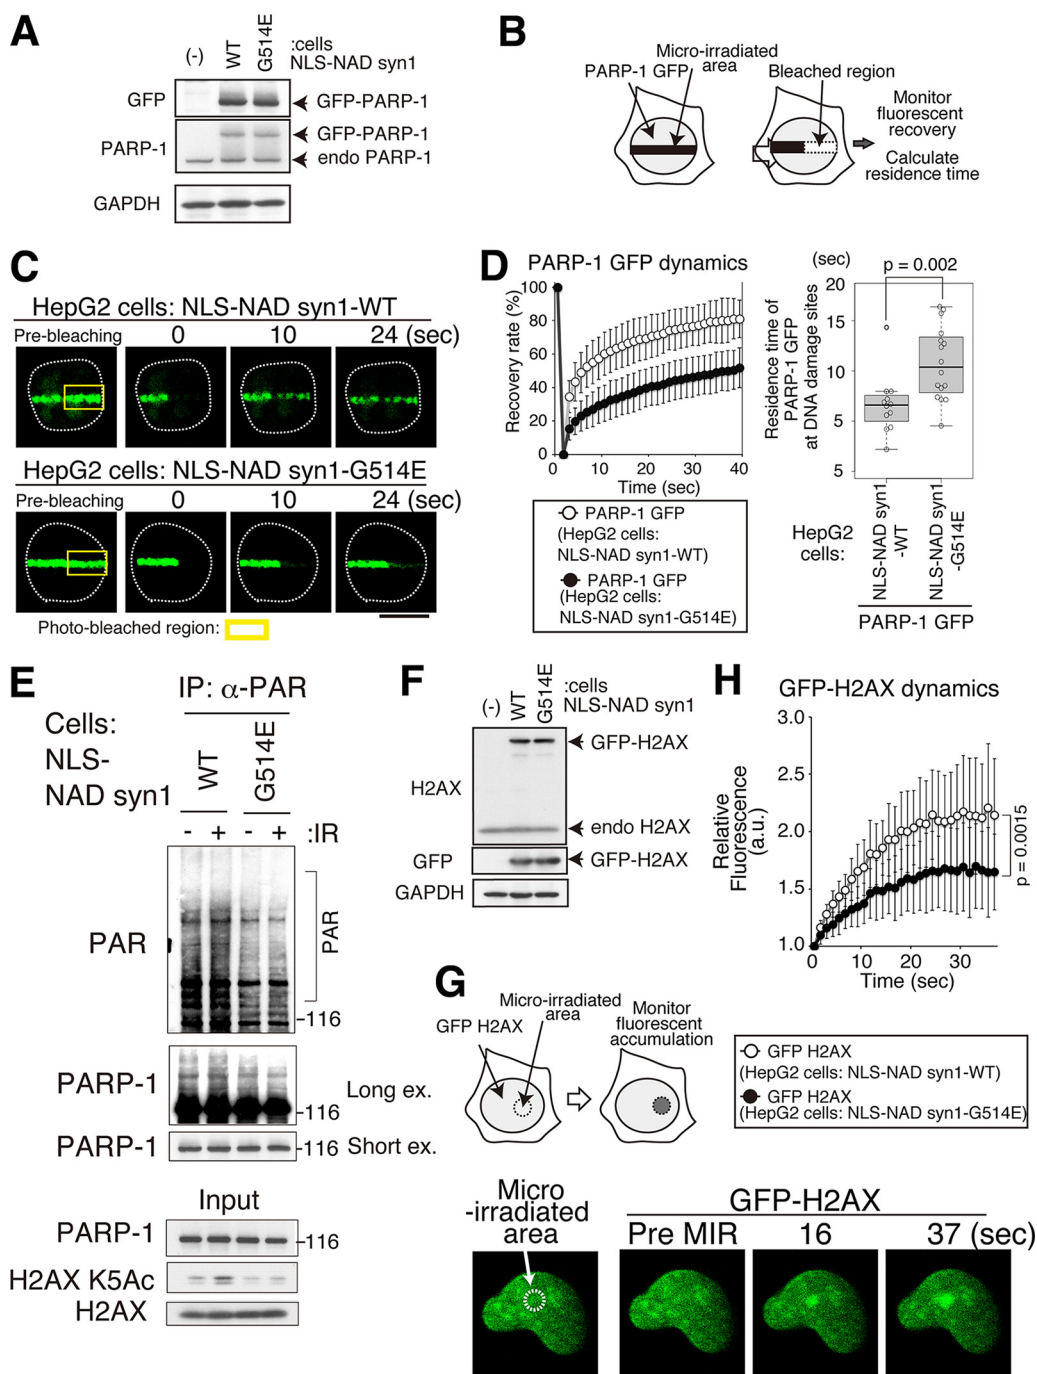 A
(-)
WT
G514E
:cells
NLS-NAD syn1
GFP
GFP-PARP-1
PARP-1
GFP-PARP-1
endo PARP-1
GAPDH
B
PARP-1 GFP
Micro-irradiated
area
Bleached region
Monitor
fluorescent
recovery
Calculate
residence time
C
HepG2 cells: NLS-NAD syn1-WT
Pre-bleaching 0 10 24 (sec)
HepG2 cells: NLS-NAD syn1-G514E
Pre-bleaching 0 10 24 (sec)
Photo-bleached region:
D
PARP-1 GFP dynamics
Recovery rate (%)
100
80
60
40
20
0
0 10 20 30 40
Time (sec)
PARP-1 GFP
(HepG2 cells:
NLS-NAD syn1-WT)
PARP-1 GFP
(HepG2 cells:
NLS-NAD syn1-G514E)
(sec)
p = 0.002
Residence time of
PARP-1 GFP
at DNA damage sites
20
15
10
5
5
HepG2
cells:
NLS-NAD syn1
-WT
NLS-NAD syn1
-G514E
PARP-1 GFP
E
IP: α-PAR
Cells:
NLS-
NAD syn1
WT
G514E
- + - + :IR
PAR
PAR
-116
PARP-1
Long ex.
-116
PARP-1
-116 Short ex.
Input
PARP-1
-116
H2AX K5Ac
H2AX
F
(-)
WT
G514E
:cells
NLS-NAD syn1
H2AX
GFP-H2AX
endo H2AX
GFP
GFP-H2AX
GAPDH
H
GFP-H2AX dynamics
Relative
Fluorescence
(a.u.)
3.0
2.5
2.0
1.5
1.0
0 10 20 30
Time (sec)
p = 0.0015
GFP H2AX
(HepG2 cells: NLS-NAD syn1-WT)
GFP H2AX
(HepG2 cells: NLS-NAD syn1-G514E)
G
GFP H2AX
Micro-irradiated
area
Monitor
fluorescent
accumulation
Micro
-irradiated
area
GFP-H2AX
Pre MIR 16 37 (sec)